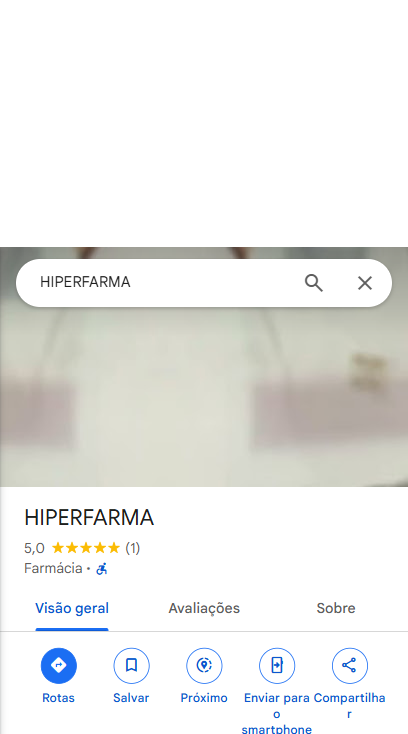 HIPERFARMA
HIPERFARMA
5,0 ★★★★★ (1)
Farmácia ·
Visão geral Avaliações Sobre
Rotas Salvar Próximo Enviar para o smartphone Compartilhar